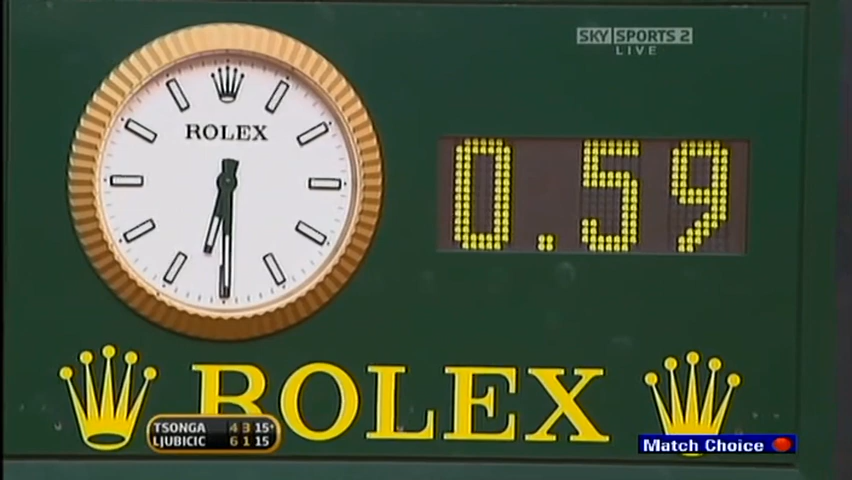 SKY SPORTS 2
LIVE
ROLEX
0.59
ROLEX
TSONGA 4 3 15•
LJUBICIC 6 1 15
Match Choice